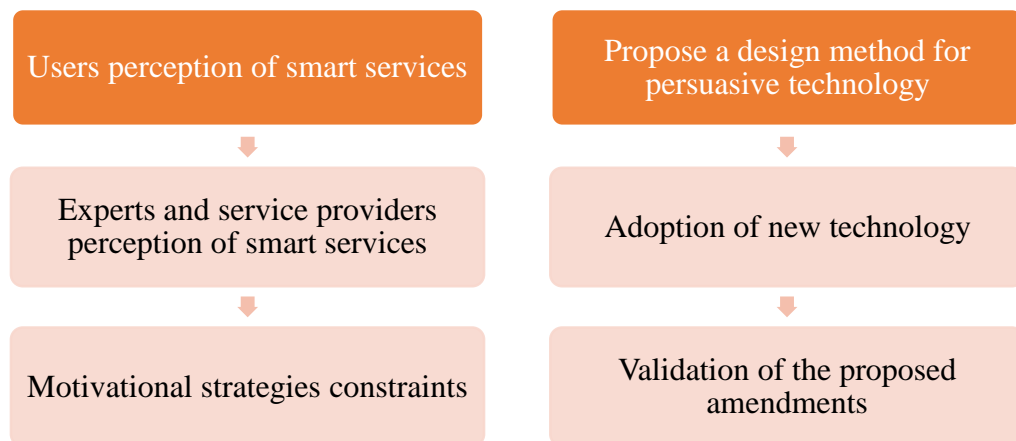 Users perception of smart services
Experts and service providers
perception of smart services
Motivational strategies constraints
Propose a design method for
persuasive technology
Adoption of new technology
Validation of the proposed
amendments